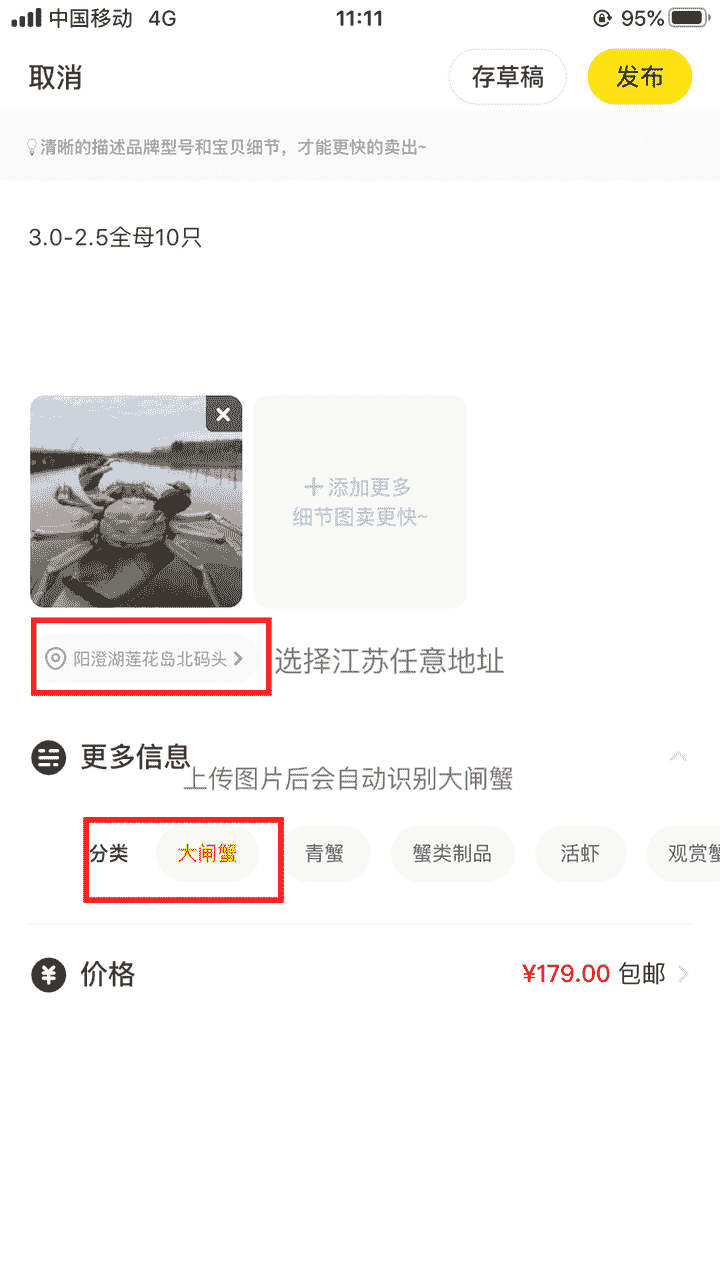 中国移动 4G 11:11 95%
取消 存草稿 发布
清晰的描述品牌型号和宝贝细节，才能更快的卖出~
3.0-2.5全母10只
添加更多
细节图卖更快~
阳澄湖莲花岛北码头 选择江苏任意地址
更多信息
上传图片后会自动识别大闸蟹
分类 大闸蟹 青蟹 蟹类制品 活虾 观赏蟹
¥ 价格 ¥179.00 包邮